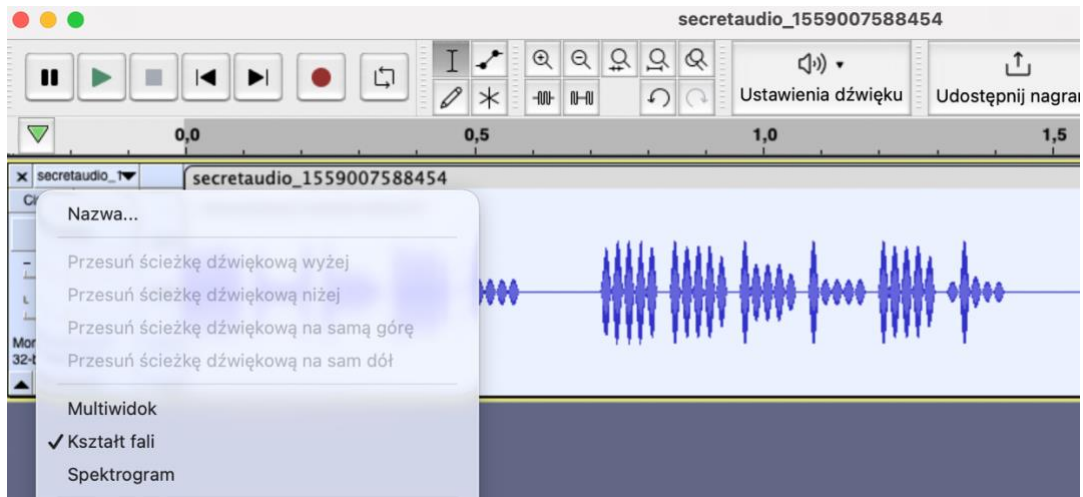 secretaudio_1559007588454
Ustawienia dźwięku
Udostępnij nagra
0,0 0,5 1,0 1,5
secretaudio_1
secretaudio_1559007588454
Nazwa...
Przesuń ścieżkę dźwiękową wyżej
Przesuń ścieżkę dźwiękową niżej
Przesuń ścieżkę dźwiękową na samą górę
Przesuń ścieżkę dźwiękową na sam dół
Mor
32-t
Multiwidok
Kształt fali
Spektrogram